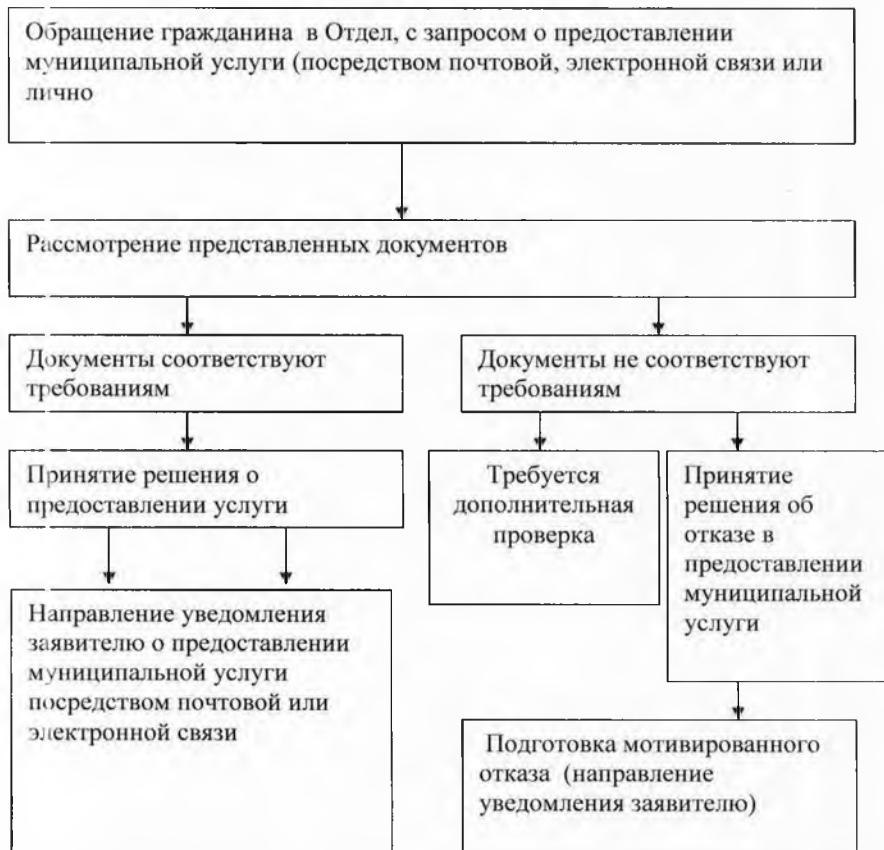 Обращение гражданина в Отдел, с запросом о предоставлении
муниципальной услуги (посредством почтовой, электронной связи или
лично
Рассмотрение представленных документов
Документы соответствуют
требованиям
Документы не соответствуют
требованиям
Принятие решения о
предоставлении услуги
Требуется
дополнительная
проверка
Принятие
решения об
отказе в
предоставлении
муниципальной
услуги
Направление уведомления
заявителю о предоставлении
муниципальной услуги
посредством почтовой или
электронной связи
Подготовка мотивированного
отказа (направление
уведомления заявителю)